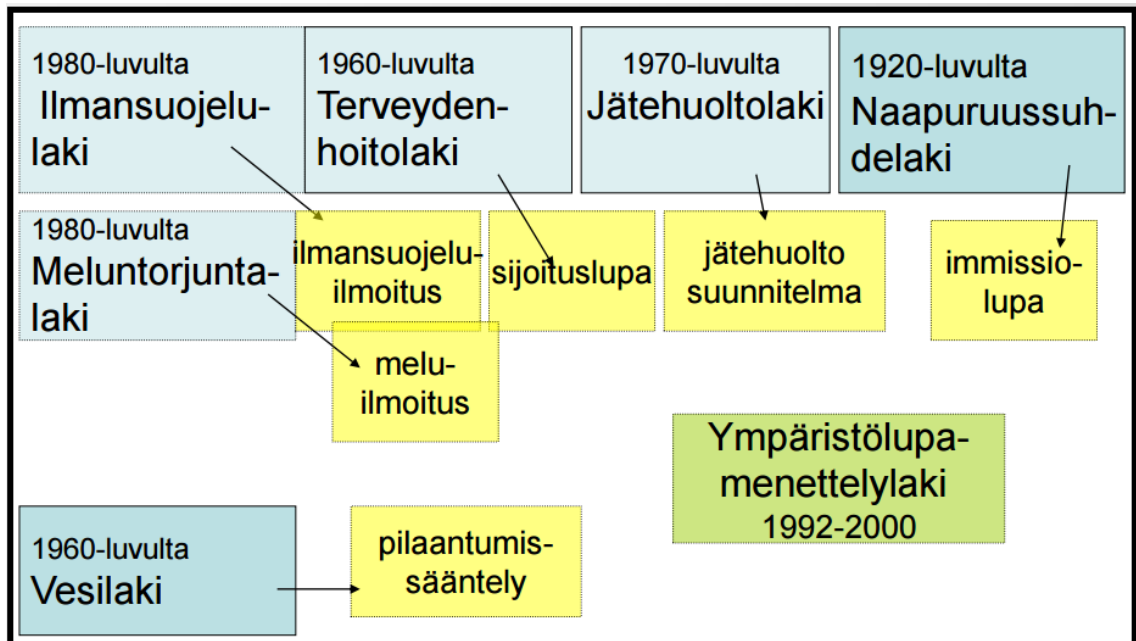 1980-luvulta
Ilmansuojelu-
laki
1960-luvulta
Terveyden-
hoitolaki
1970-luvulta
Jätehuoltolaki
1920-luvulta
Naapuruussuh-
delaki
1980-luvulta
Meluntorjunta-
laki
ilmansuojelu-
ilmoitus
sijoituslupa
jätehuolto
suunnitelma
immissio-
lupa
melu-
ilmoitus
Ympäristölupa-
menettelylaki
1992-2000
1960-luvulta
Vesilaki
pilaantumis-
sääntely